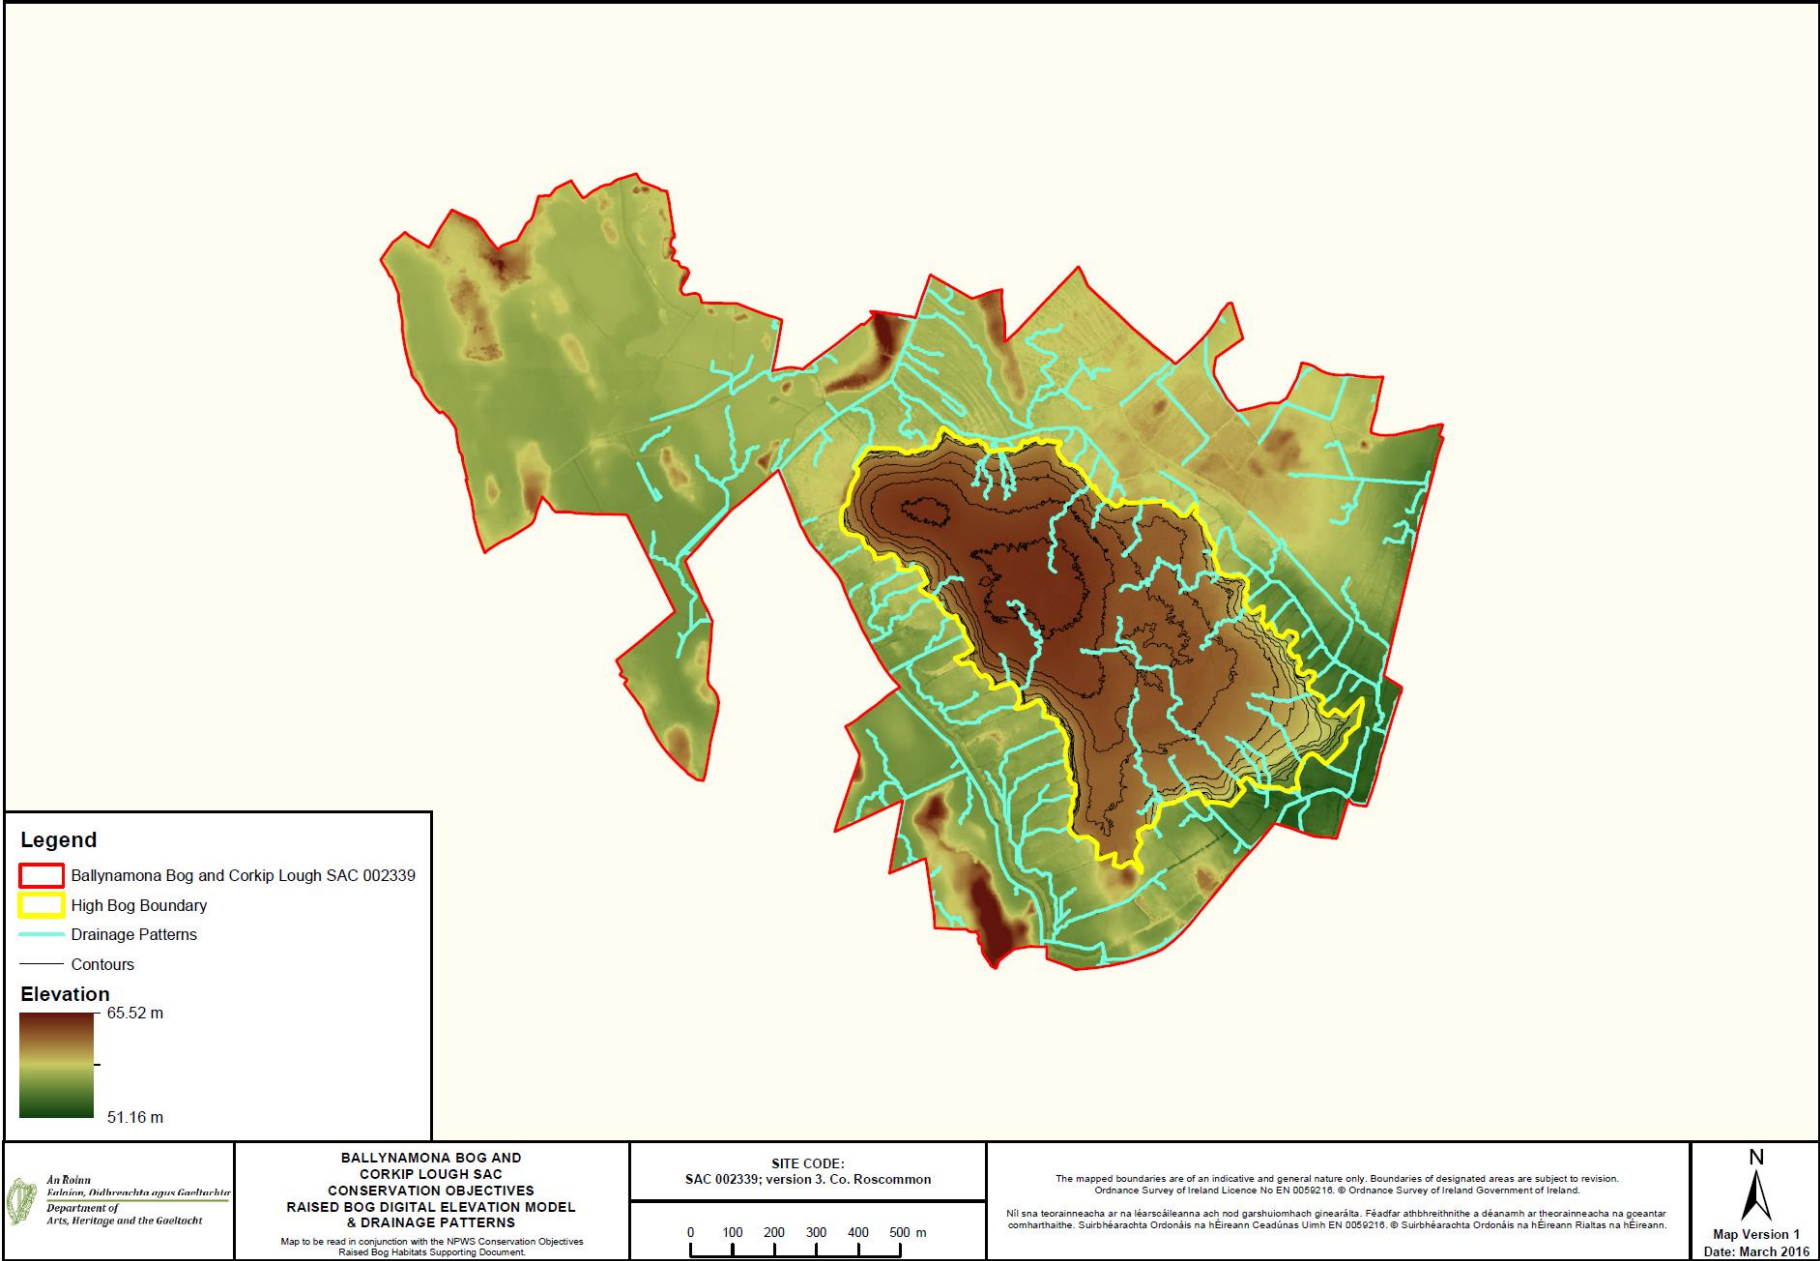 Legend
Ballynamona Bog and Corkip Lough SAC 002339
High Bog Boundary
Drainage Patterns
Contours
Elevation
65.52 m
51.16 m
An Roinn
Ealaíon, Oidhreachta agus Gaeltachta
Department of
Arts, Heritage and the Gaeltacht
BALLYNAMONA BOG AND
CORKIP LOUGH SAC
CONSERVATION OBJECTIVES
RAISED BOG DIGITAL ELEVATION MODEL
& DRAINAGE PATTERNS
Map to be read in conjunction with the NPWS Conservation Objectives
Raised Bog Habitats Supporting Document.
SITE CODE:
SAC 002339; version 3. Co. Roscommon
0 100 200 300 400 500 m
The mapped boundaries are of an indicative and general nature only. Boundaries of designated areas are subject to revision.
Ordnance Survey of Ireland Licence No EN 0059216. © Ordnance Survey of Ireland Government of Ireland.
Níl sna teorainneacha ar na léarscáileanna ach nod garshuiomhach ginearálta. Féadfar athbhreithnithe a déanamh ar theorainneacha na gceantar
comharthaithe. Suirbhéarachta Ordonáis na hÉireann Ceadúnas Uimh EN 0059216. © Suirbhéarachta Ordonáis na hÉireann Rialtas na hÉireann.
N
Map Version 1
Date: March 2016